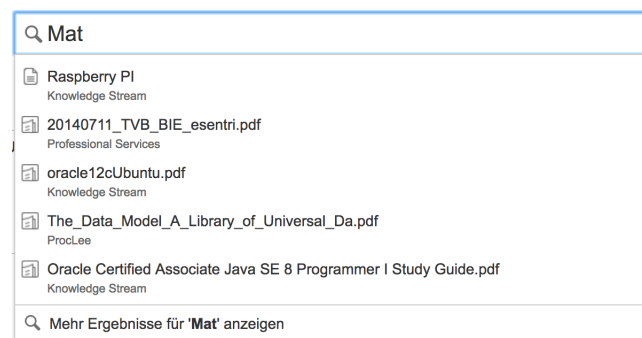 Mat
Raspberry PI
Knowledge Stream
20140711_TVB_BIE_esentri.pdf
Professional Services
oracle12cUbuntu.pdf
Knowledge Stream
The_Data_Model_A_Library_of_Universal_Da.pdf
ProcLee
Oracle Certified Associate Java SE 8 Programmer I Study Guide.pdf
Knowledge Stream
Mehr Ergebnisse für 'Mat' anzeigen